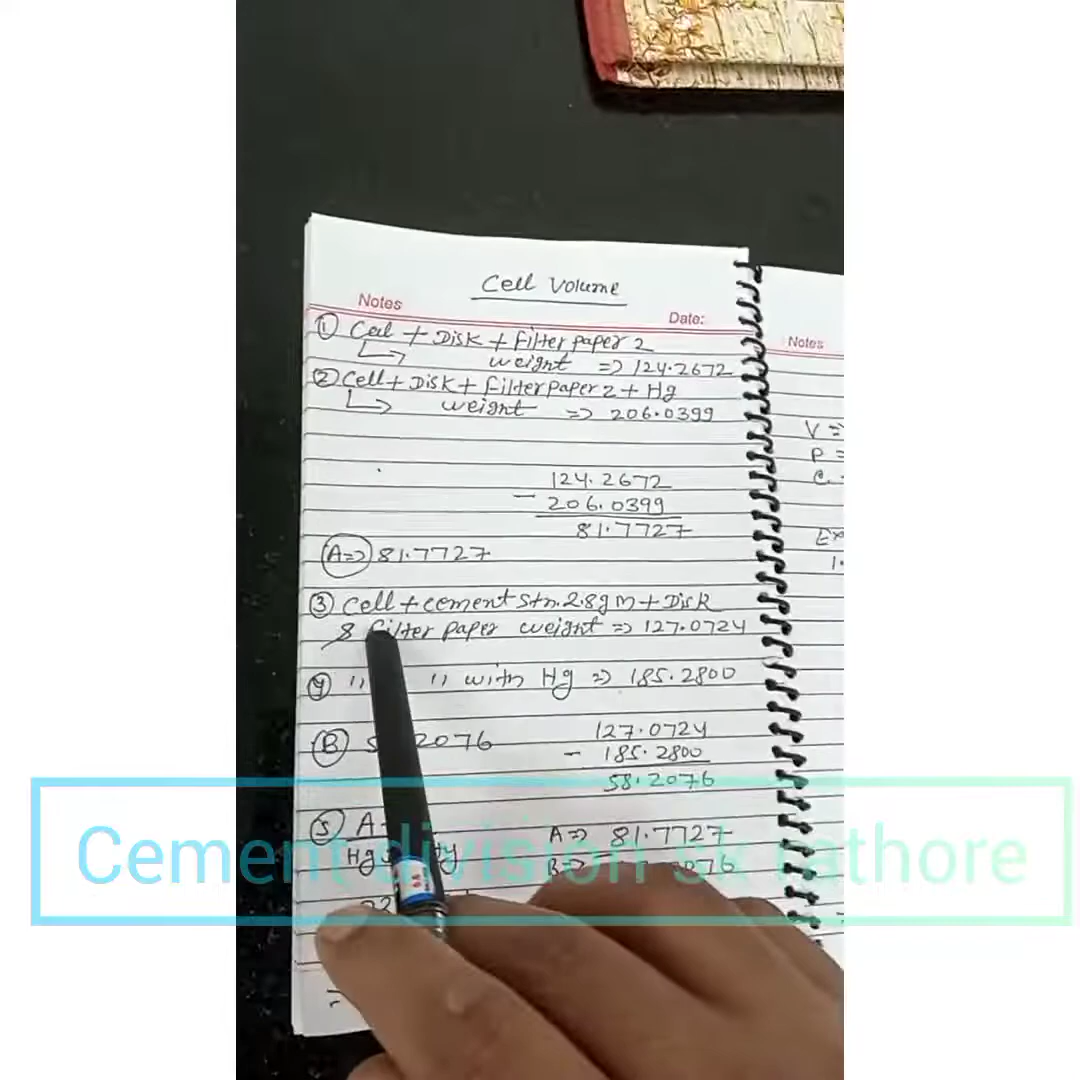 Cell Volume
Notes
Date:
① Cell + Disk + filter paper 2
weight => 124.2672
② Cell + Disk + filter paper 2 + Hg
weight => 206.0399
124.2672
- 206.0399
81.7727
A => 81.7727
③ Cell + cement stn. 2.8gm + Disk
& filter paper weight => 127.0724
④ " " with Hg => 185.2800
127.0724
B 2076
- 185.2800
58.2076
⑤ A
A => 81.7727
Hg
B =>
Cement division sk rathore
Notes
V =
P =
C
Ex
1.